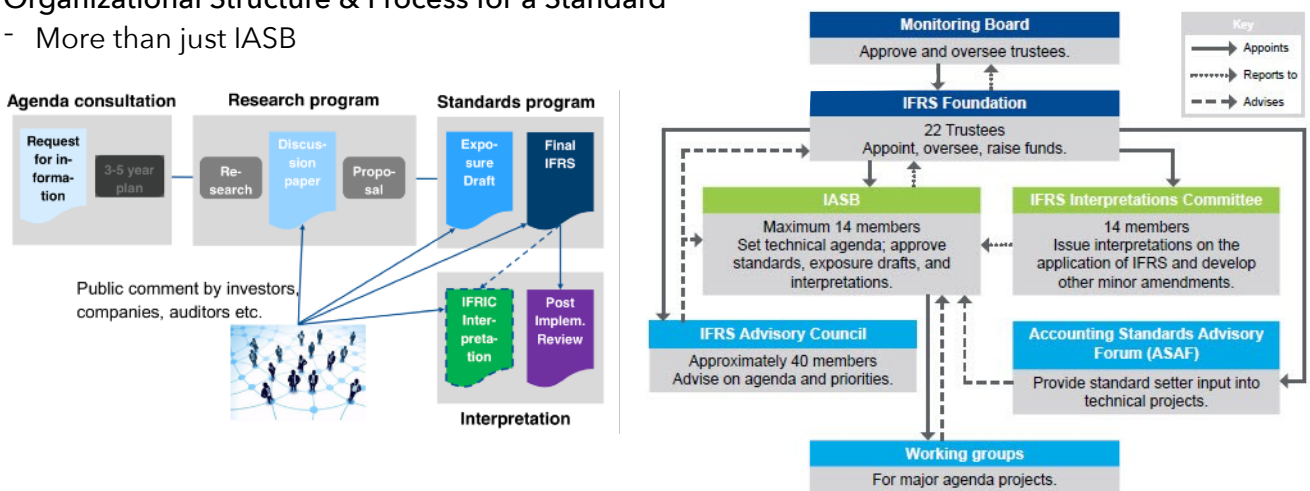 Organizational Structure & Process for a Standard
- More than just IASB
Agenda consultation
Request
for in-
forma-
tion
3-5 year
plan
Research program
Re-
search
Discus-
sion
paper
Propo-
sal
Standards program
Expo-
sure
Draft
Final
IFRS
Public comment by investors,
companies, auditors etc.
IFRIC
Inter-
preta-
tion
Post
Implem.
Review
Interpretation
Monitoring Board
Approve and oversee trustees.
Key
Appoints
Reports to
Advises
IFRS Foundation
22 Trustees
Appoint, oversee, raise funds.
IASB
Maximum 14 members
Set technical agenda; approve
standards, exposure drafts, and
interpretations.
IFRS Interpretations Committee
14 members
Issue interpretations on the
application of IFRS and develop
other minor amendments.
IFRS Advisory Council
Approximately 40 members
Advise on agenda and priorities.
Accounting Standards Advisory
Forum (ASAF)
Provide standard setter input into
technical projects.
Working groups
For major agenda projects.